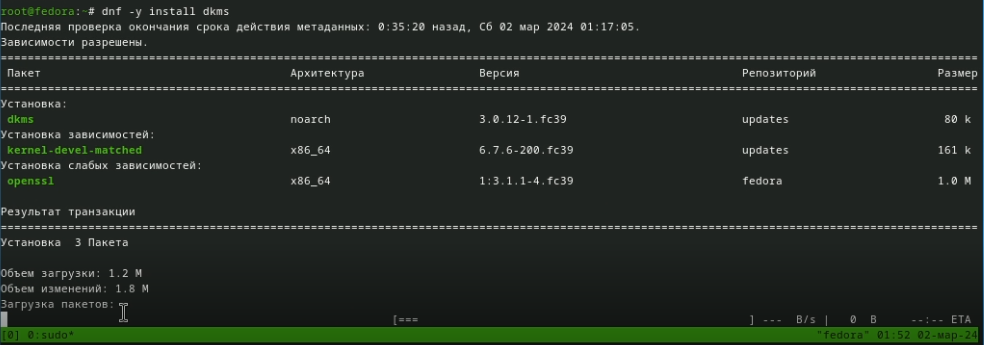 root@fedora:~# dnf -y install dkms
Последняя проверка окончания срока действия метаданных: 0:35:20 назад, Сб 02 мар 2024 01:17:05.
Зависимости разрешены.
================================================================================
Пакет Архитектура Версия Репозиторий Размер
================================================================================
Установка:
dkms noarch 3.0.12-1.fc39 updates 80 k
Установка зависимостей:
kernel-devel-matched x86_64 6.7.6-200.fc39 updates 161 k
Установка слабых зависимостей:
openssl x86_64 1:3.1.1-4.fc39 fedora 1.0 M
Результат транзакции
================================================================================
Установка 3 Пакета
Объем загрузки: 1.2 M
Объем изменений: 1.8 M
Загрузка пакетов:
[=== ] --- B/s | 0 B --:-- ETA
[0] 0:sudo* "fedora" 01:52 02-мар-24